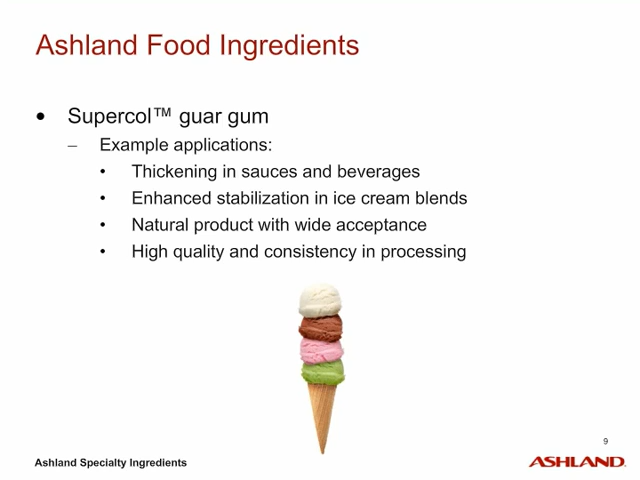 Ashland Food Ingredients
• Supercol™ guar gum
– Example applications:
• Thickening in sauces and beverages
• Enhanced stabilization in ice cream blends
• Natural product with wide acceptance
• High quality and consistency in processing
9
Ashland Specialty Ingredients
ASHLAND.